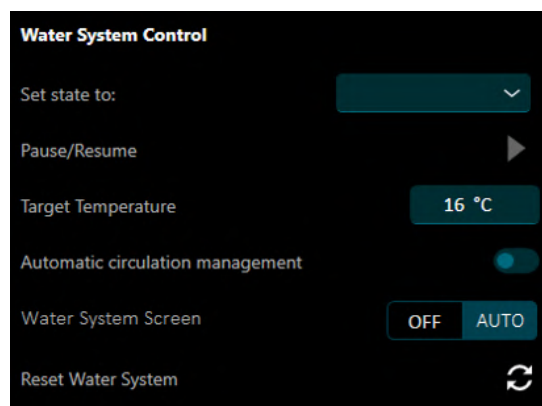 Water System Control
Set state to:
Pause/Resume
Target Temperature 16 °C
Automatic circulation management
Water System Screen OFF AUTO
Reset Water System